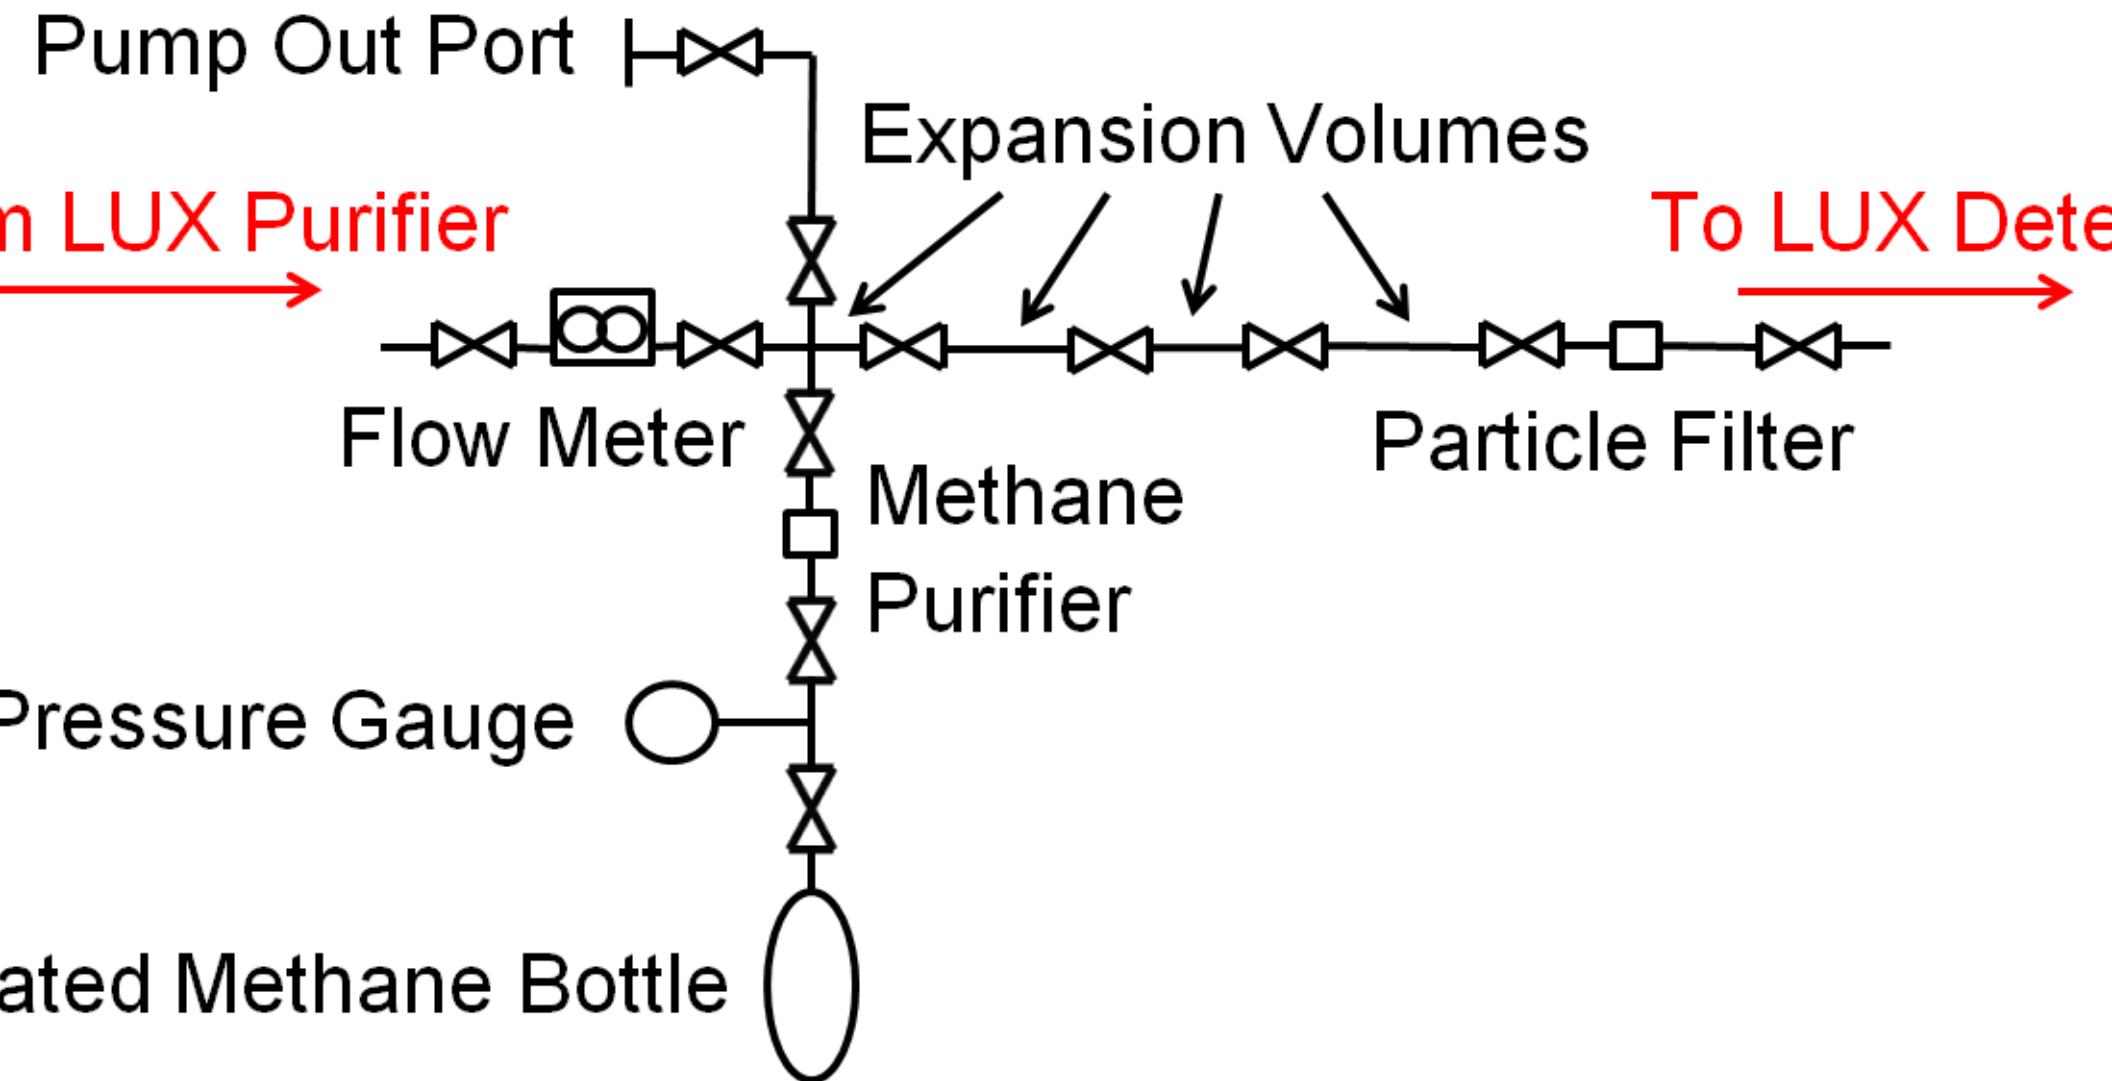 Pump Out Port
Expansion Volumes
m LUX Purifier
To LUX Dete
Flow Meter
Particle Filter
Methane
Purifier
Pressure Gauge
ated Methane Bottle